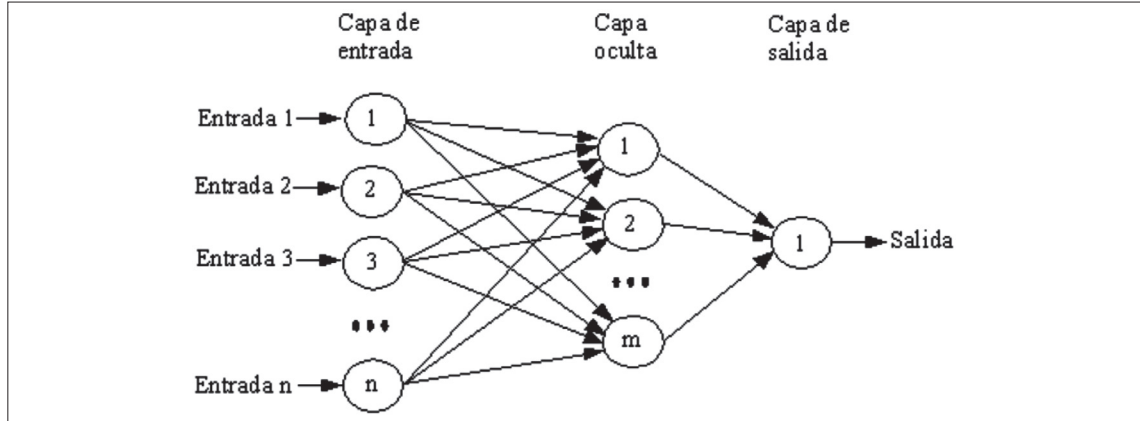 Capa de
entrada
Capa
oculta
Capa de
salida
Entrada 1
1
Entrada 2
2
Entrada 3
3
...
Entrada n
n
1
2
...
m
1
Salida